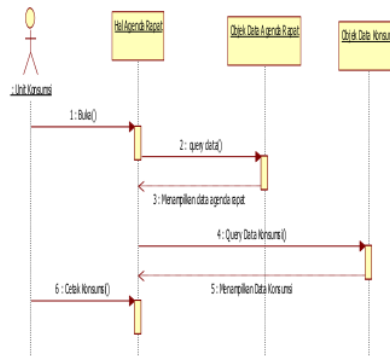 Hal Agenda Rapat
Objek Data Agenda Rapat
Objek Data Konsum
: Unit Konsumsi
1 : Buka()
2 : query data()
3 : Menampilkan data agenda rapat
4 : Query Data Konsumsi()
5 : Menampilkan Data Konsumsi
6 : Cetak Konsumsi()